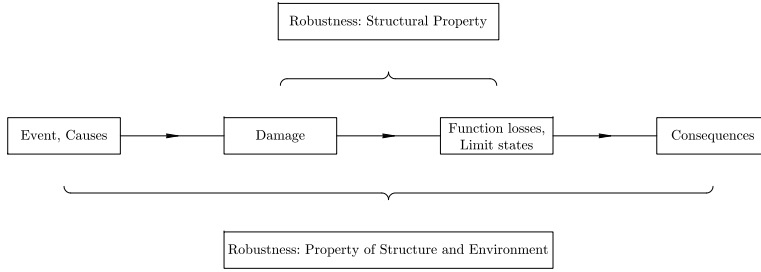 Robustness: Structural Property
Event, Causes
Damage
Function losses,
Limit states
Consequences
Robustness: Property of Structure and Environment